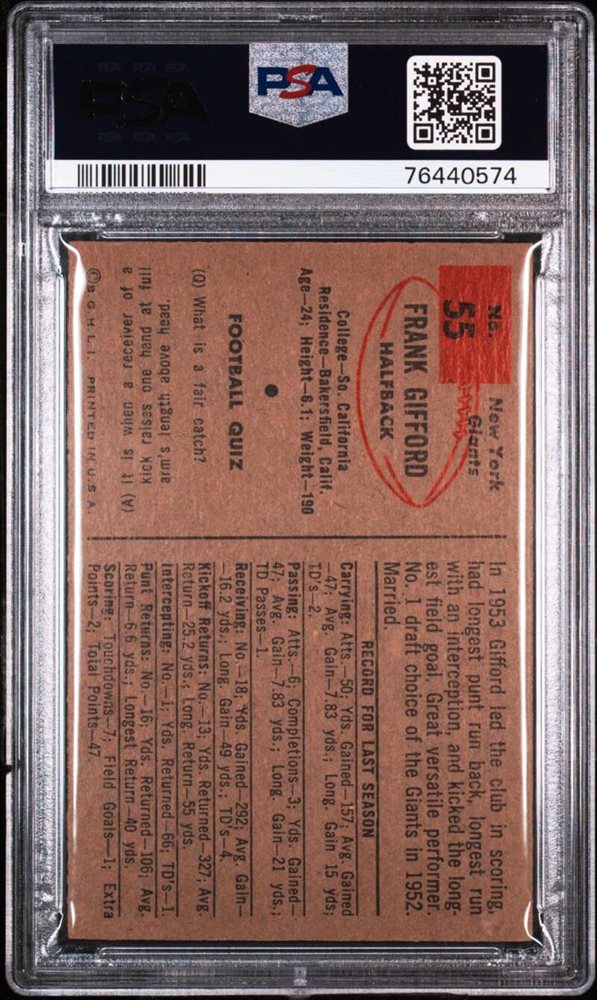 PSA
PSA
76440574
No.
55
New York
Giants
FRANK GIFFORD
HALFBACK
College—So. California
Residence—Bakersfield, Calif.
Age—24; Height—6.1; Weight—190
FOOTBALL QUIZ
(Q) What is a fair catch?
(A) It is when a receiver of a
kick raises one hand at full
arm's length above head.
©B.G.H.L.I. PRINTED IN U.S.A.
In 1953 Gifford led the club in scoring,
had longest punt run back, longest run
with an interception, and kicked the long-
est field goal. Great versatile performer.
No. 1 draft choice of the Giants in 1952.
Married.
RECORD FOR LAST SEASON
Carrying: Atts.—50; Yds. Gained—157; Avg. Gained
—47; Avg. Gain—7.83 yds.; Long. Gain 15 yds;
TD's—2.
Passing: Atts.—6; Completions—3; Yds. Gained—
47; Avg. Gain—7.83 yds.; Long. Gain—21 yds.;
TD Passes—1.
Receiving: No.—18; Yds. Gained—292; Avg. Gain—
16.2 yds.; Long. Gain 49 yds.; TD's—4.
Kickoff Returns: No.—13; Yds. Returned 327; Avg.
Return—25.2 yds.; Long. Return—55 yds.
Intercepting: No.—1; Yds. Returned—66; TD's—1.
Punt Returns: No.—16; Yds. Returned—106; Avg.
Return—6.6 yds.; Longest Return—40 yds.
Scoring: Touchdowns—7; Field Goals—1; Extra
Points—2; Total Points—47.